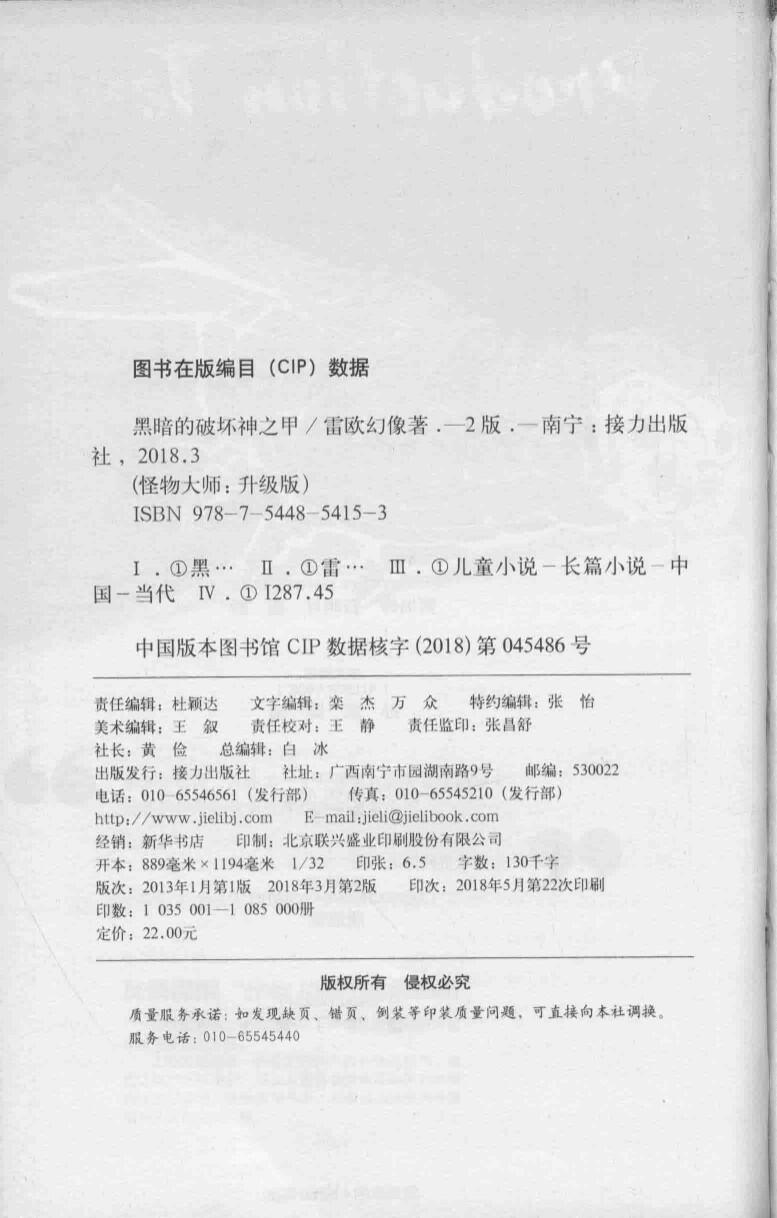 图书在版编目（CIP）数据
黑暗的破坏神之甲／雷欧幻像著．—2版．—南宁：接力出版
社，2018.3
(怪物大师：升级版)
ISBN 978-7-5448-5415-3
Ⅰ．①黑… Ⅱ．①雷… Ⅲ．①儿童小说－长篇小说－中
国－当代 Ⅳ．①I287.45
中国版本图书馆CIP数据核字(2018)第045486号
责任编辑：杜颖达 文字编辑：栾 杰 万 众 特约编辑：张 怡
美术编辑：王 叙 责任校对：王 静 责任监印：张昌舒
社长：黄 俭 总编辑：白 冰
出版发行：接力出版社 社址：广西南宁市园湖南路9号 邮编：530022
电话：010-65546561（发行部） 传真：010-65545210（发行部）
http://www.jielibj.com E-mail:jieli@jielibook.com
经销：新华书店 印制：北京联兴盛业印刷股份有限公司
开本：889毫米×1194毫米 1/32 印张：6.5 字数：130千字
版次：2013年1月第1版 2018年3月第2版 印次：2018年5月第22次印刷
印数：1 035 001—1 085 000册
定价：22.00元
版权所有 侵权必究
质量服务承诺：如发现缺页、错页、倒装等印装质量问题，可直接向本社调换。
服务电话：010-65545440